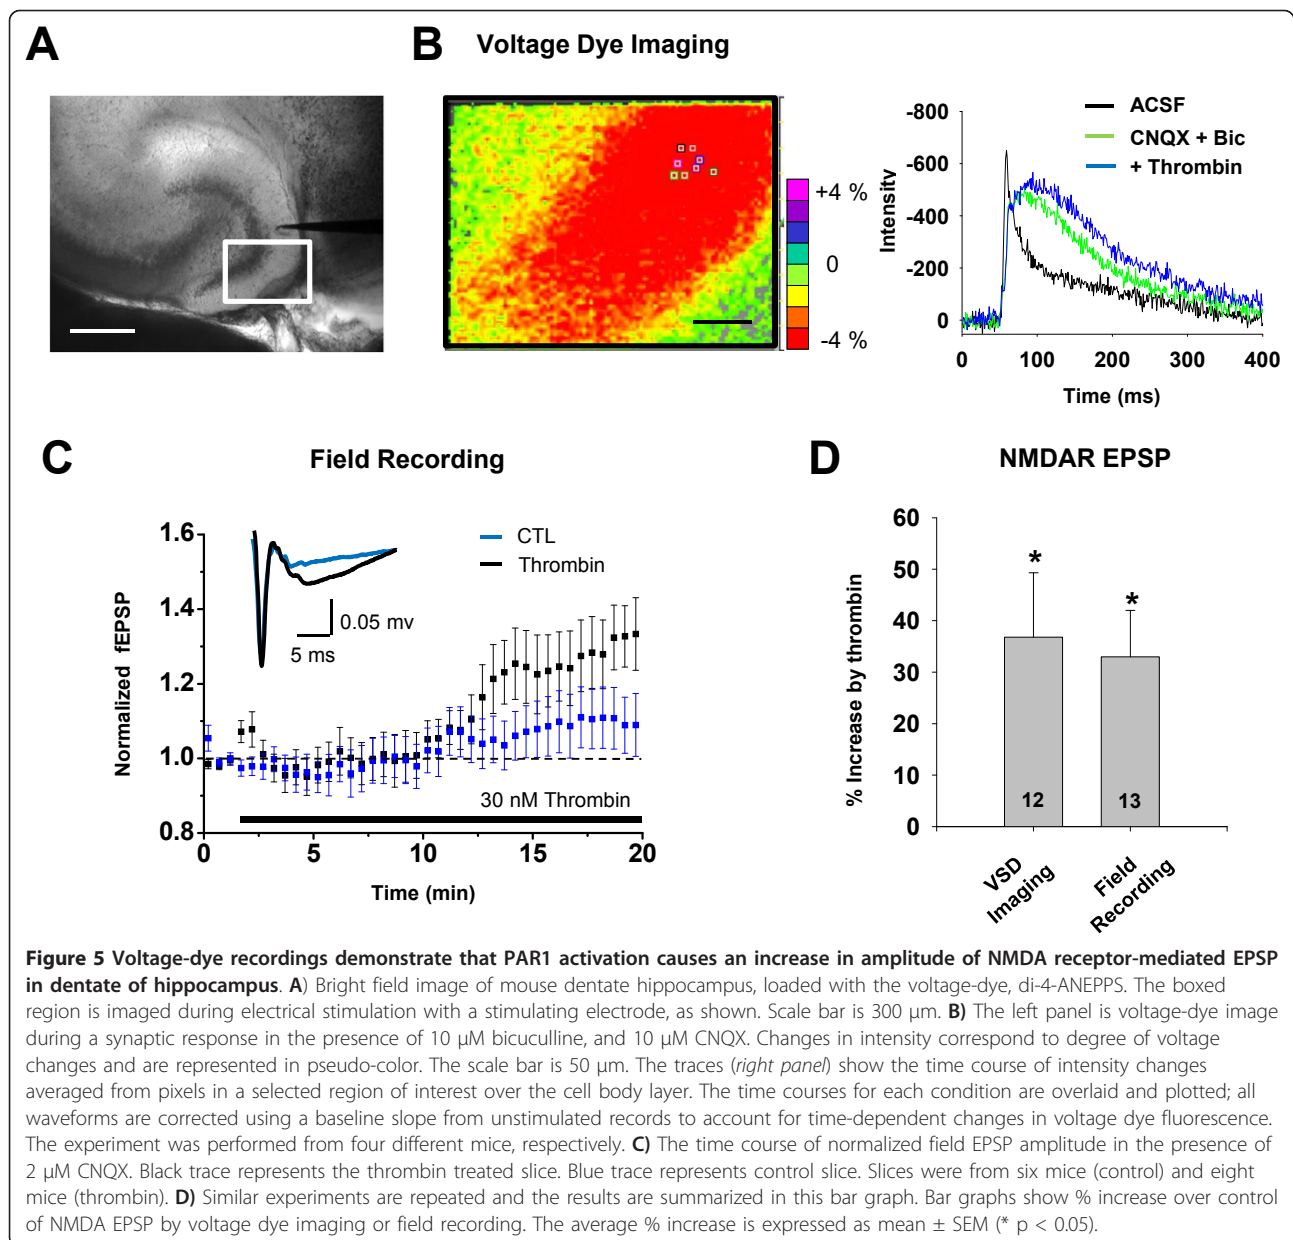 A
B Voltage Dye Imaging
+4 %
0
-4 %
-800
-600
-400
-200
0
Intensity
0 100 200 300 400
Time (ms)
ACSF
CNQX + Bic
+ Thrombin
C Field Recording
1.6
1.4
1.2
1.0
0.8
Normalized fEPSP
CTL
Thrombin
0.05 mv
5 ms
30 nM Thrombin
0 5 10 15 20
Time (min)
D NMDAR EPSP
60
50
40
30
20
10
0
% Increase by thrombin
*
*
12
13
VSD
Imaging
Field
Recording
Figure 5 Voltage-dye recordings demonstrate that PAR1 activation causes an increase in amplitude of NMDA receptor-mediated EPSP
in dentate of hippocampus. A) Bright field image of mouse dentate hippocampus, loaded with the voltage-dye, di-4-ANEPPS. The boxed
region is imaged during electrical stimulation with a stimulating electrode, as shown. Scale bar is 300 μm. B) The left panel is voltage-dye image
during a synaptic response in the presence of 10 μM bicuculline, and 10 μM CNQX. Changes in intensity correspond to degree of voltage
changes and are represented in pseudo-color. The scale bar is 50 μm. The traces (right panel) show the time course of intensity changes
averaged from pixels in a selected region of interest over the cell body layer. The time courses for each condition are overlaid and plotted; all
waveforms are corrected using a baseline slope from unstimulated records to account for time-dependent changes in voltage dye fluorescence.
The experiment was performed from four different mice, respectively. C) The time course of normalized field EPSP amplitude in the presence of
2 μM CNQX. Black trace represents the thrombin treated slice. Blue trace represents control slice. Slices were from six mice (control) and eight
mice (thrombin). D) Similar experiments are repeated and the results are summarized in this bar graph. Bar graphs show % increase over control
of NMDA EPSP by voltage dye imaging or field recording. The average % increase is expressed as mean ± SEM (* p < 0.05).